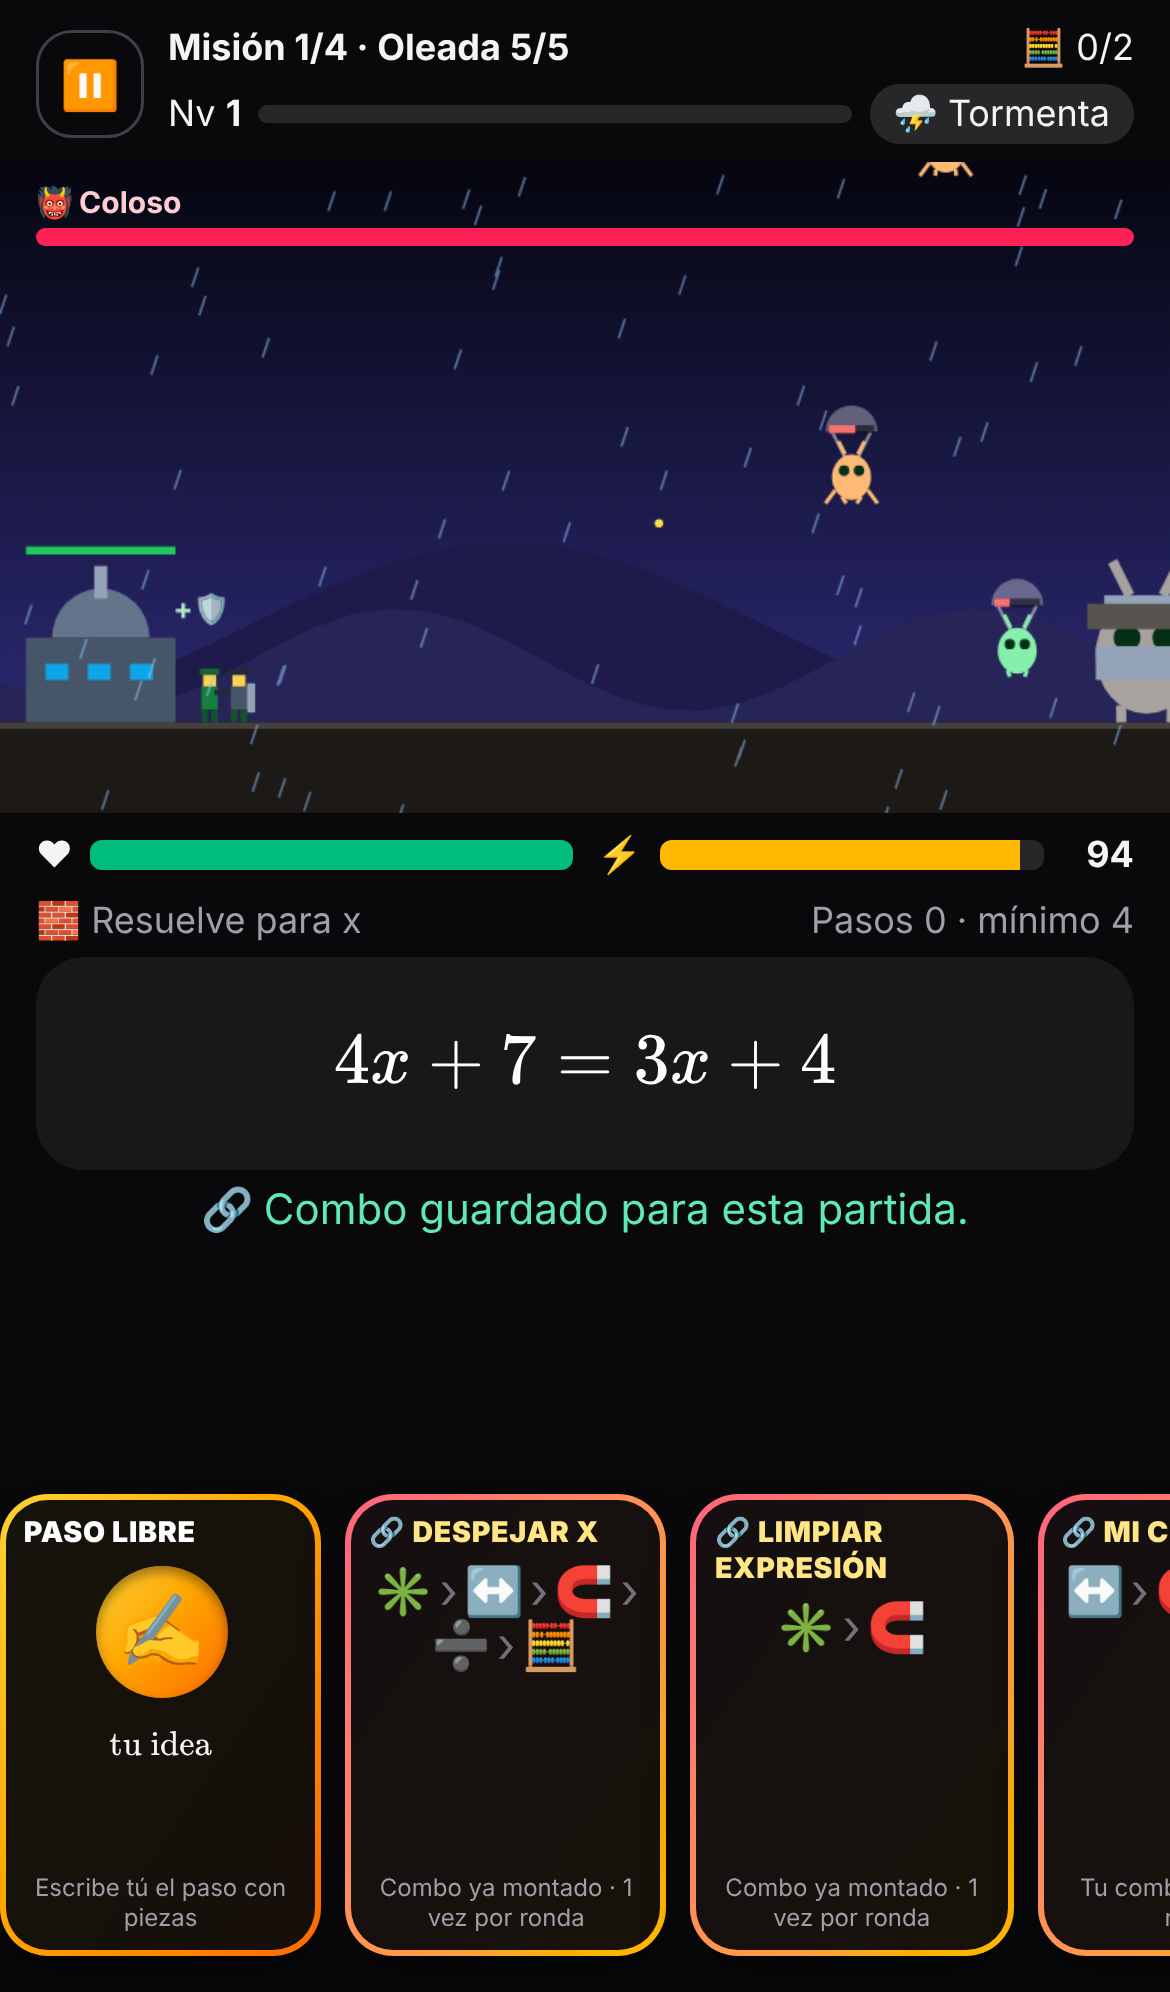 Misión 1/4 · Oleada 5/5
0/2
Nv 1
Tormenta
Coloso
94
Resuelve para x
Pasos 0 · mínimo 4
4x + 7 = 3x + 4
Combo guardado para esta partida.
PASO LIBRE
tu idea
Escribe tú el paso con
piezas
DESPEJAR X
Combo ya montado · 1
vez por ronda
LIMPIAR
EXPRESIÓN
Combo ya montado · 1
vez por ronda
MI C
Tu comb